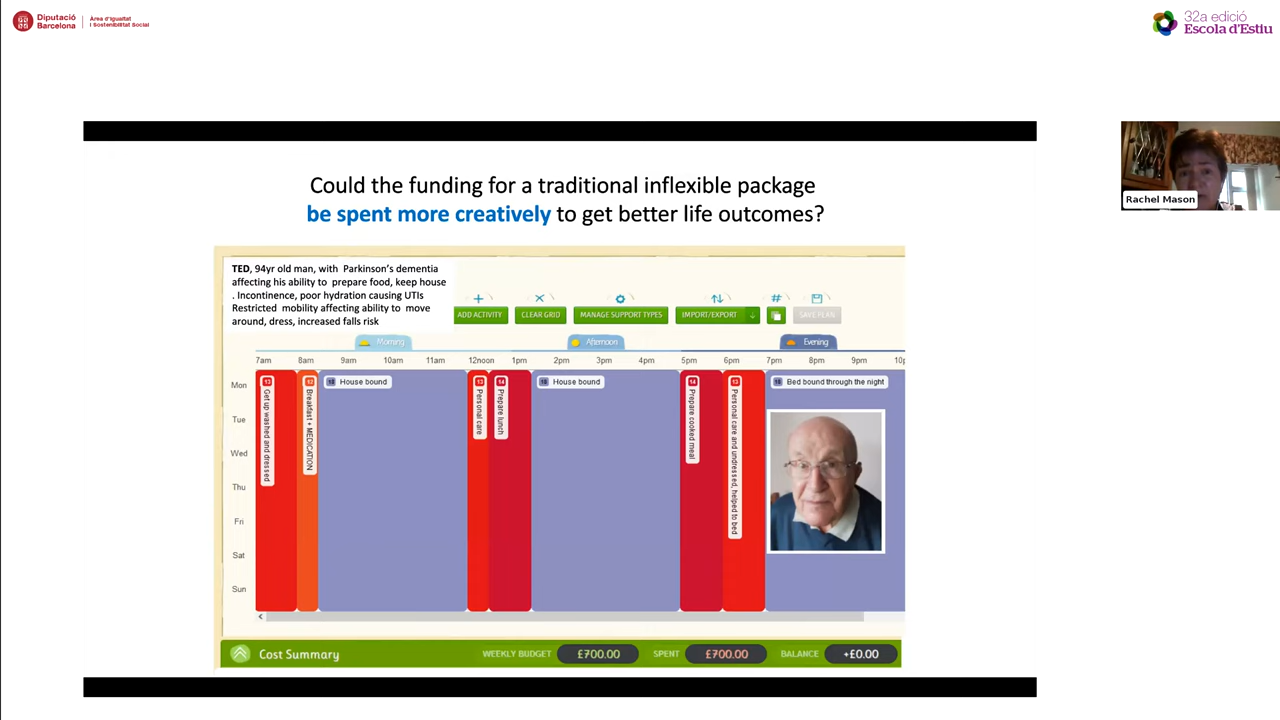 Diputació
Barcelona
Àrea d'Igualtat
i Sostenibilitat Social
32a edició
Escola d'Estiu
Rachel Mason
Could the funding for a traditional inflexible package
be spent more creatively to get better life outcomes?
TED, 94yr old man, with Parkinson's dementia
affecting his ability to prepare food, keep house
. Incontinence, poor hydration causing UTIs
Restricted mobility affecting ability to move
around, dress, increased falls risk
ADD ACTIVITY CLEAR GRID MANAGE SUPPORT TYPES IMPORT/EXPORT SAVE PLAN
Morning Afternoon Evening
7am 8am 9am 10am 11am 12noon 1pm 2pm 3pm 4pm 5pm 6pm 7pm 8pm 9pm 10p
Mon
Tue
Wed
Thu
Fri
Sat
Sun
13 Get up washed and dressed
Breakfast + MEDICATION
House bound
13 Personal care
14 Prepare lunch
House bound
14 Prepare cooked meal
13 Personal care and undressed, helped to bed
Bed bound through the night
Cost Summary WEEKLY BUDGET £700.00 SPENT £700.00 BALANCE +£0.00